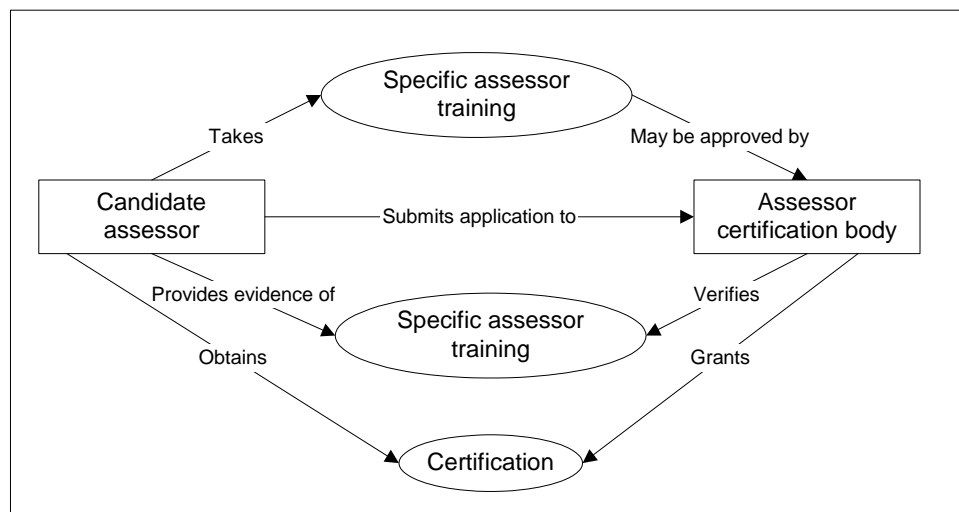 Specific assessor
training
Takes
May be approved by
Candidate
assessor
Submits application to
Assessor
certification body
Provides evidence of
Verifies
Specific assessor
training
Obtains
Grants
Certification